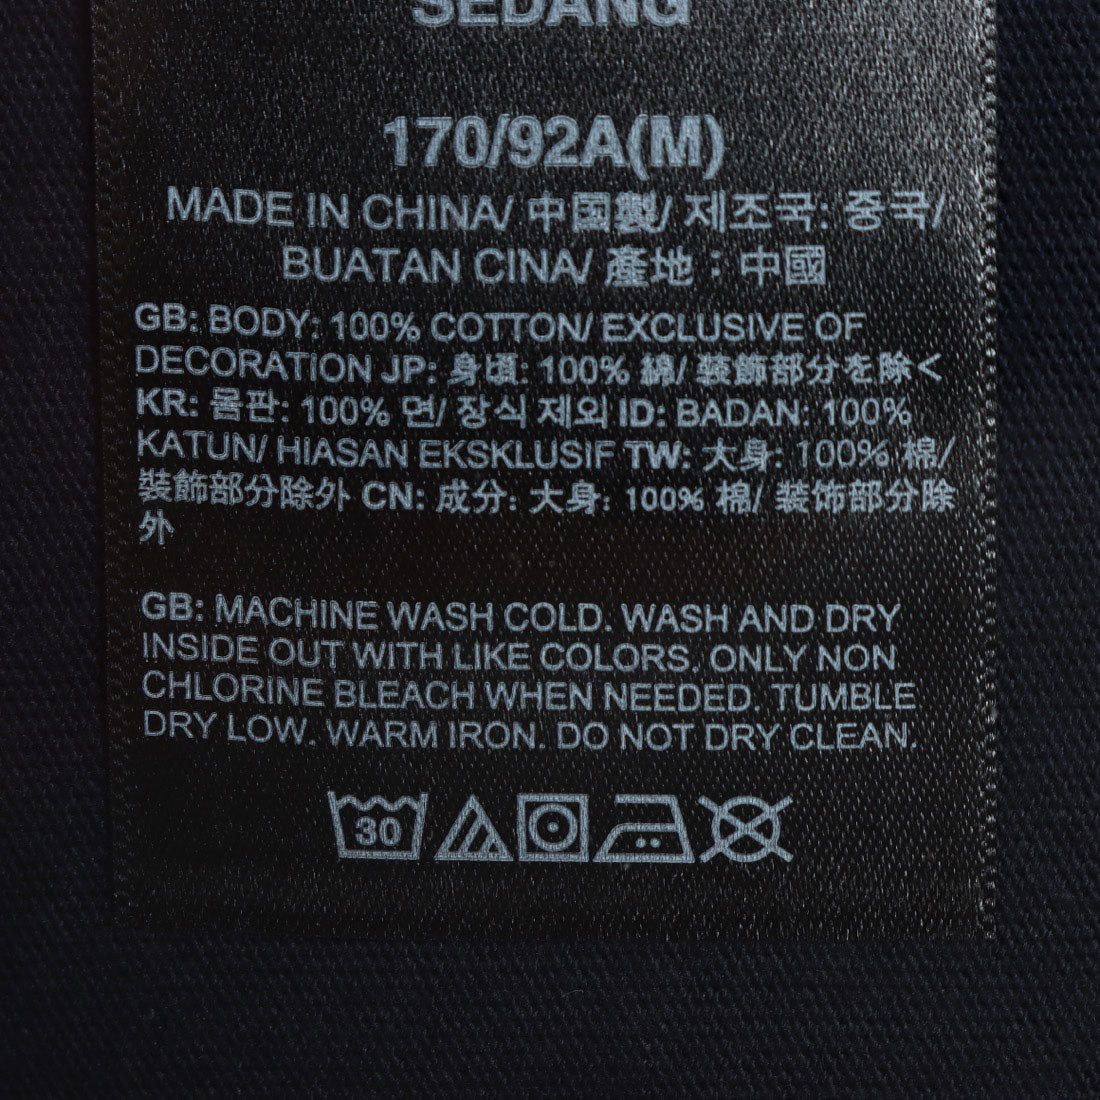 SEDANG
170/92A(M)
MADE IN CHINA/ 中国製/ 제조국: 중국/
BUATAN CINA/ 產地：中國
GB: BODY: 100% COTTON/ EXCLUSIVE OF
DECORATION JP: 身頃: 100% 綿/ 装飾部分を除く
KR: 몸판: 100% 면/ 장식 제외 ID: BADAN: 100%
KATUN/ HIASAN EKSKLUSIF TW: 大身: 100% 棉/
裝飾部分除外 CN: 成分: 大身: 100% 棉/ 装饰部分除
外
GB: MACHINE WASH COLD. WASH AND DRY
INSIDE OUT WITH LIKE COLORS. ONLY NON
CHLORINE BLEACH WHEN NEEDED. TUMBLE
DRY LOW. WARM IRON. DO NOT DRY CLEAN.
30